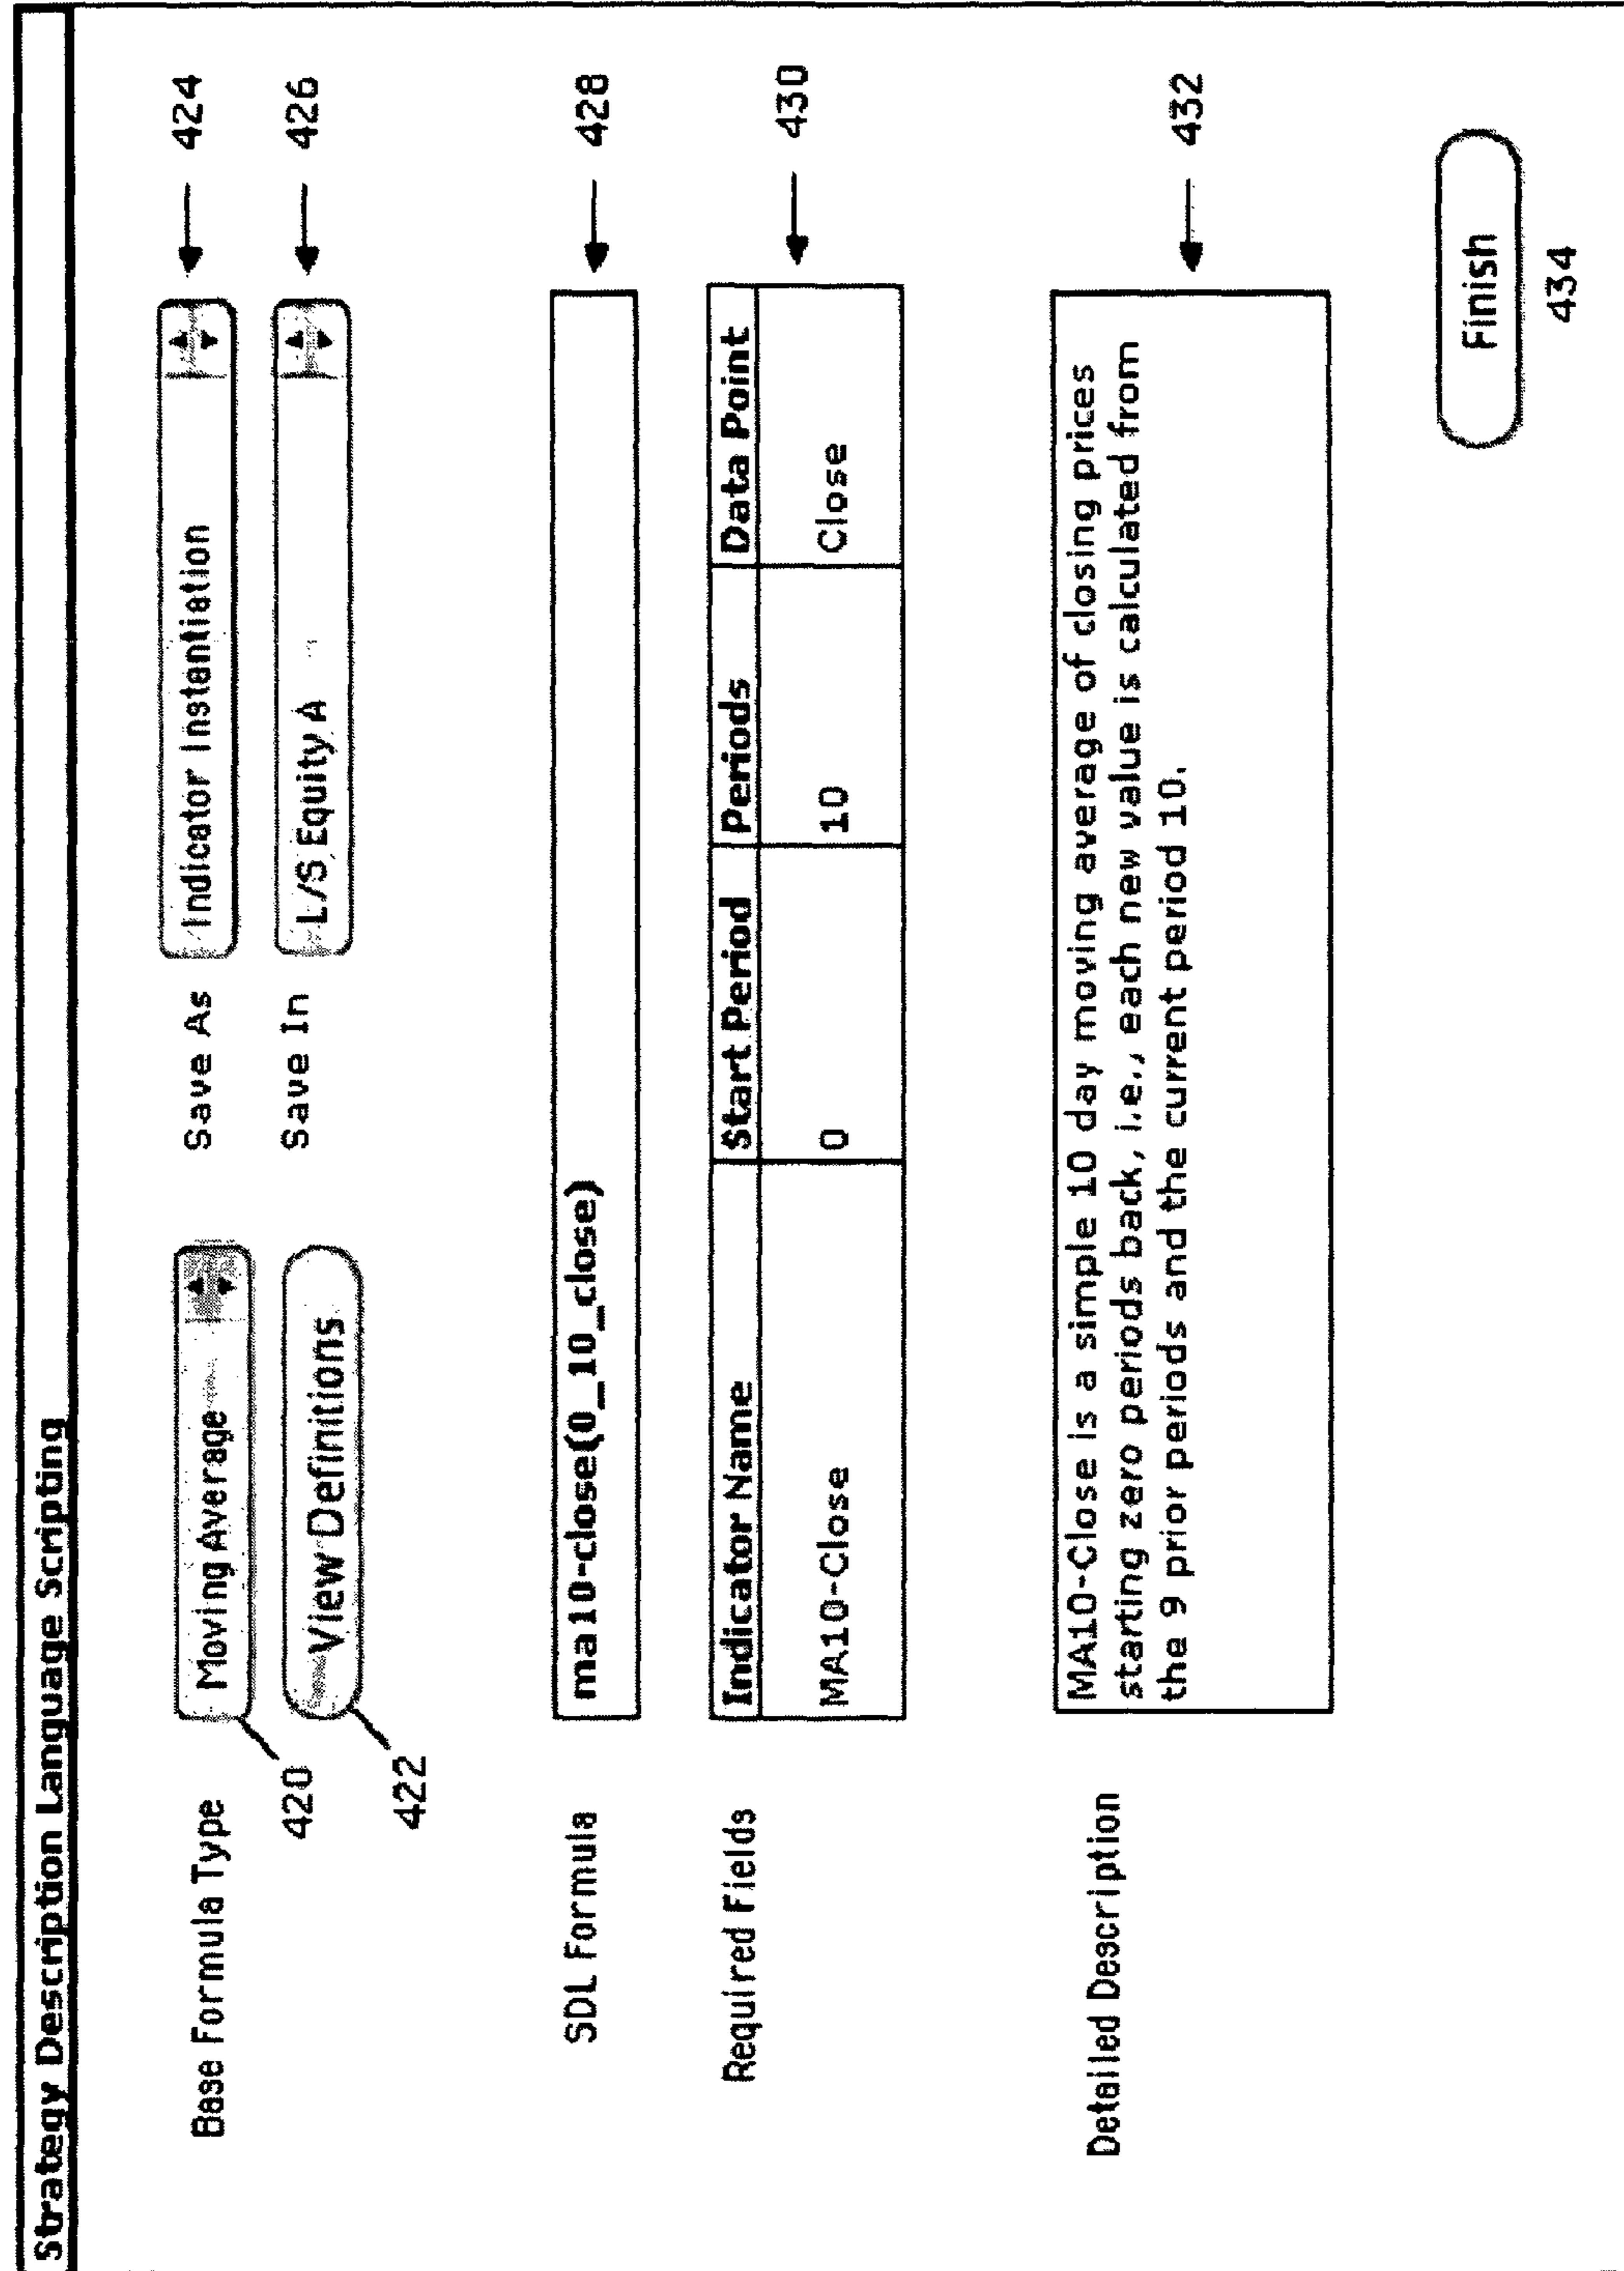 Strategy Description Language Scripting
Base Formula Type
Moving Average
420
View Definitions
422
Save As
Indicator Instantiation
424
Save In
L/S Equity A
426
SDL Formula
ma10-close(0_10_close)
428
Required Fields
Indicator Name Start Period Periods Data Point
MA10-Close 0 10 Close
430
Detailed Description
MA10-Close is a simple 10 day moving average of closing prices
starting zero periods back, i.e., each new value is calculated from
the 9 prior periods and the current period 10.
432
Finish
434